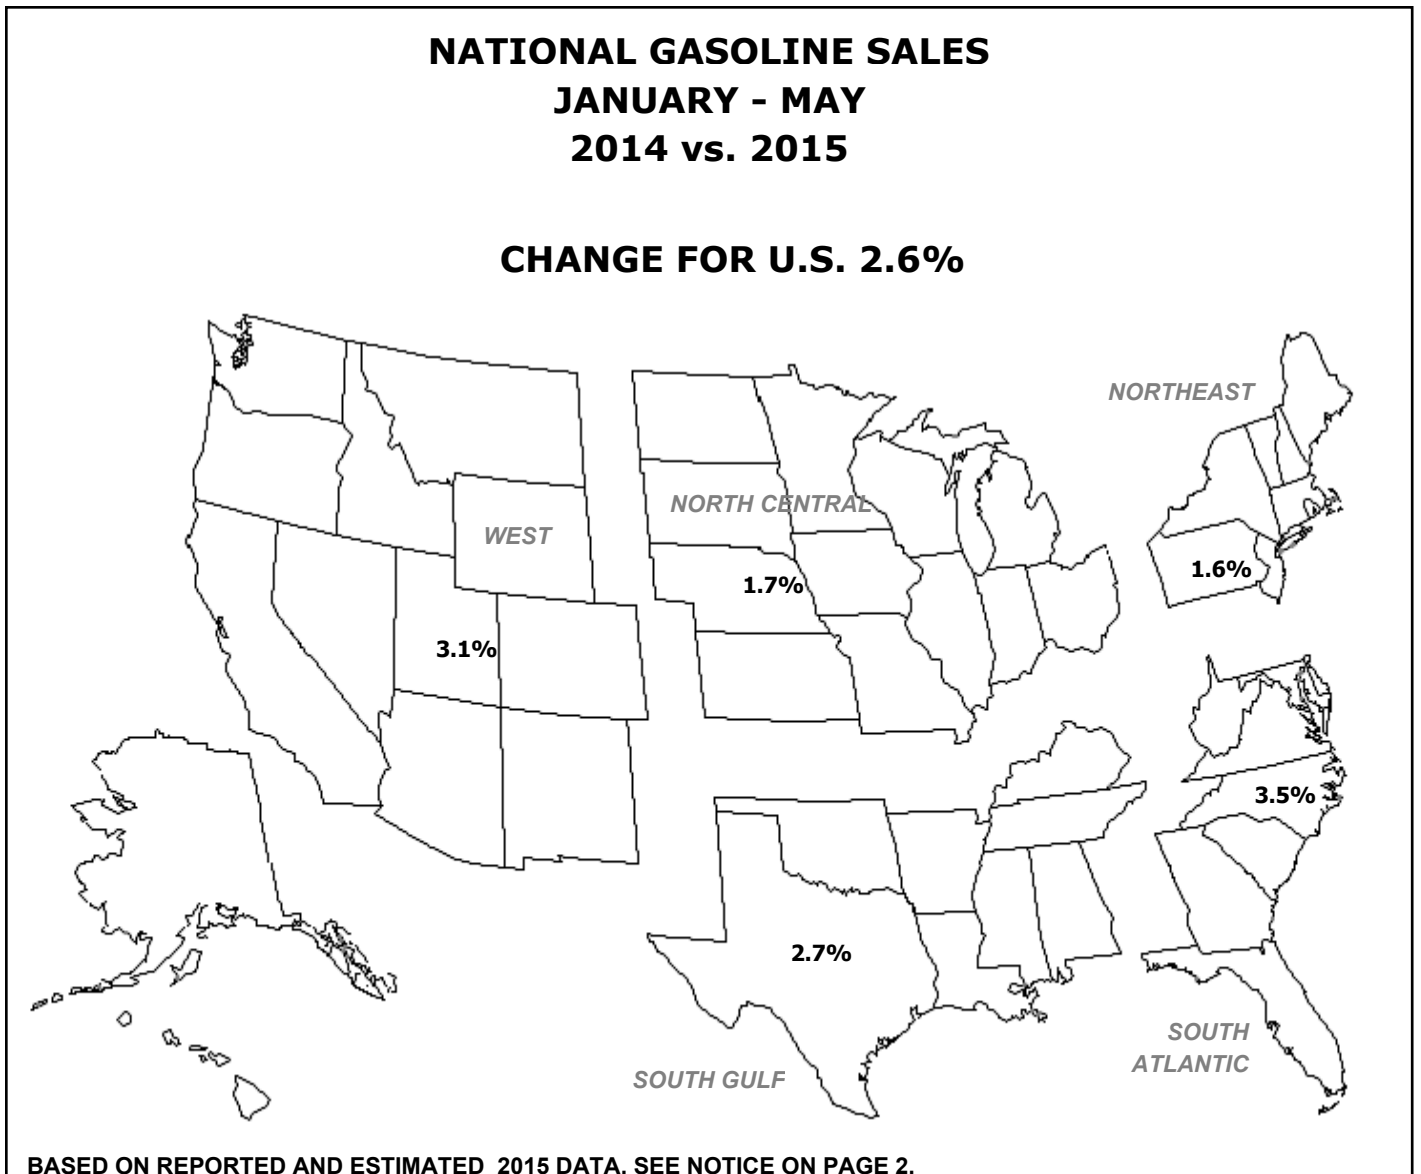 NATIONAL GASOLINE SALES
JANUARY - MAY
2014 vs. 2015
CHANGE FOR U.S. 2.6%
NORTHEAST
NORTH CENTRAL
WEST
1.6%
1.7%
3.1%
3.5%
2.7%
SOUTH
ATLANTIC
SOUTH GULF
BASED ON REPORTED AND ESTIMATED  2015 DATA. SEE NOTICE ON PAGE 2.